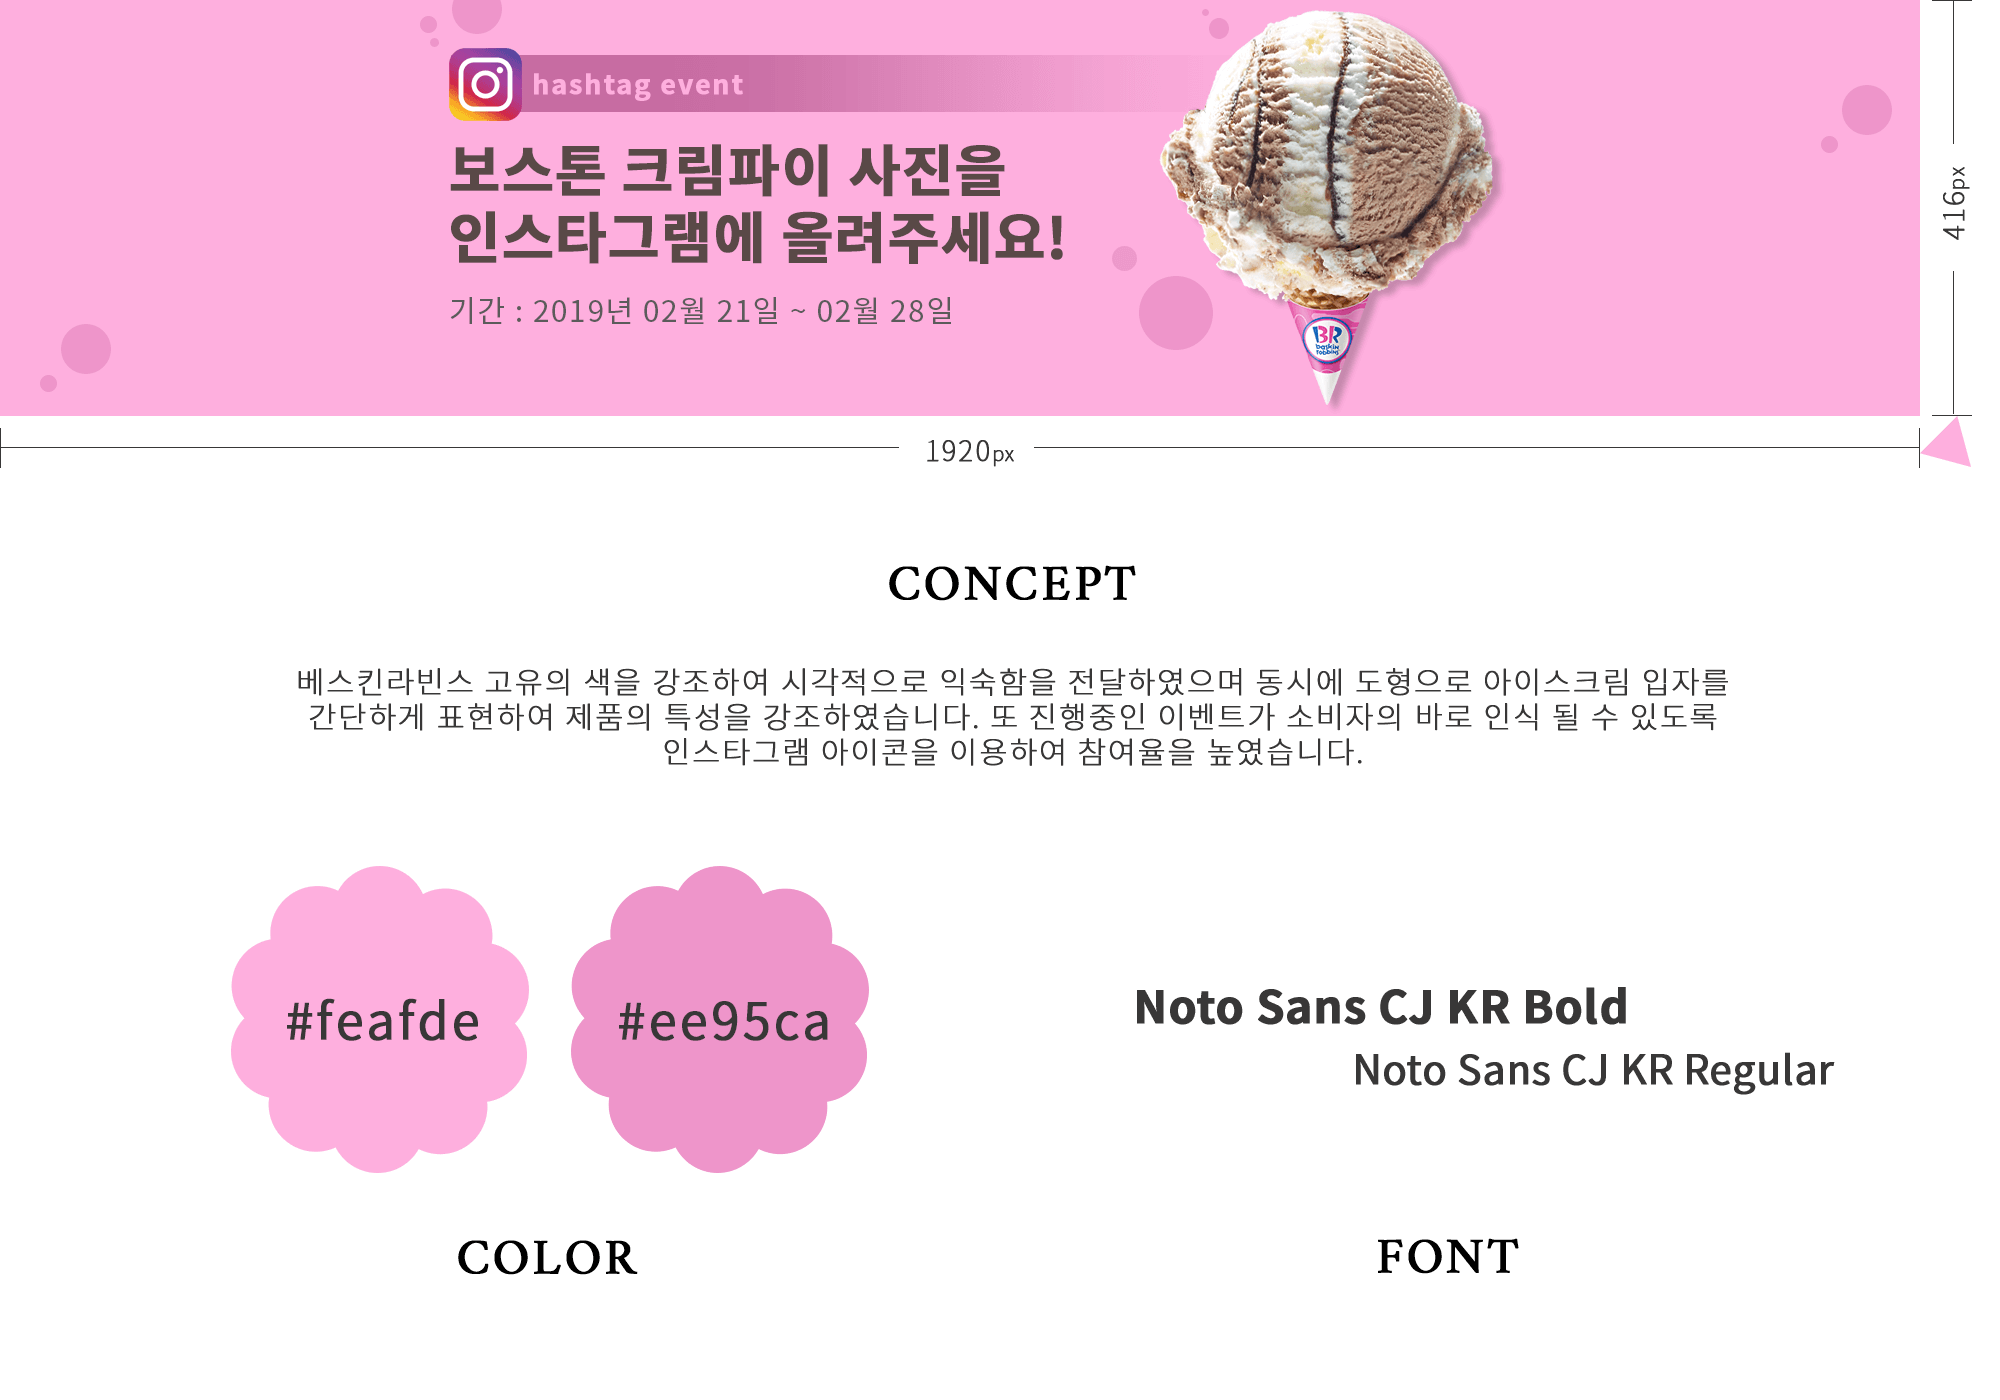 hashtag event
보스톤 크림파이 사진을
인스타그램에 올려주세요!
기간 : 2019년 02월 21일 ~ 02월 28일
BR
baskin
robbins
416px
1920px
CONCEPT
베스킨라빈스 고유의 색을 강조하여 시각적으로 익숙함을 전달하였으며 동시에 도형으로 아이스크림 입자를
간단하게 표현하여 제품의 특성을 강조하였습니다. 또 진행중인 이벤트가 소비자의 바로 인식 될 수 있도록
인스타그램 아이콘을 이용하여 참여율을 높였습니다.
#feafde
#ee95ca
Noto Sans CJ KR Bold
Noto Sans CJ KR Regular
COLOR
FONT